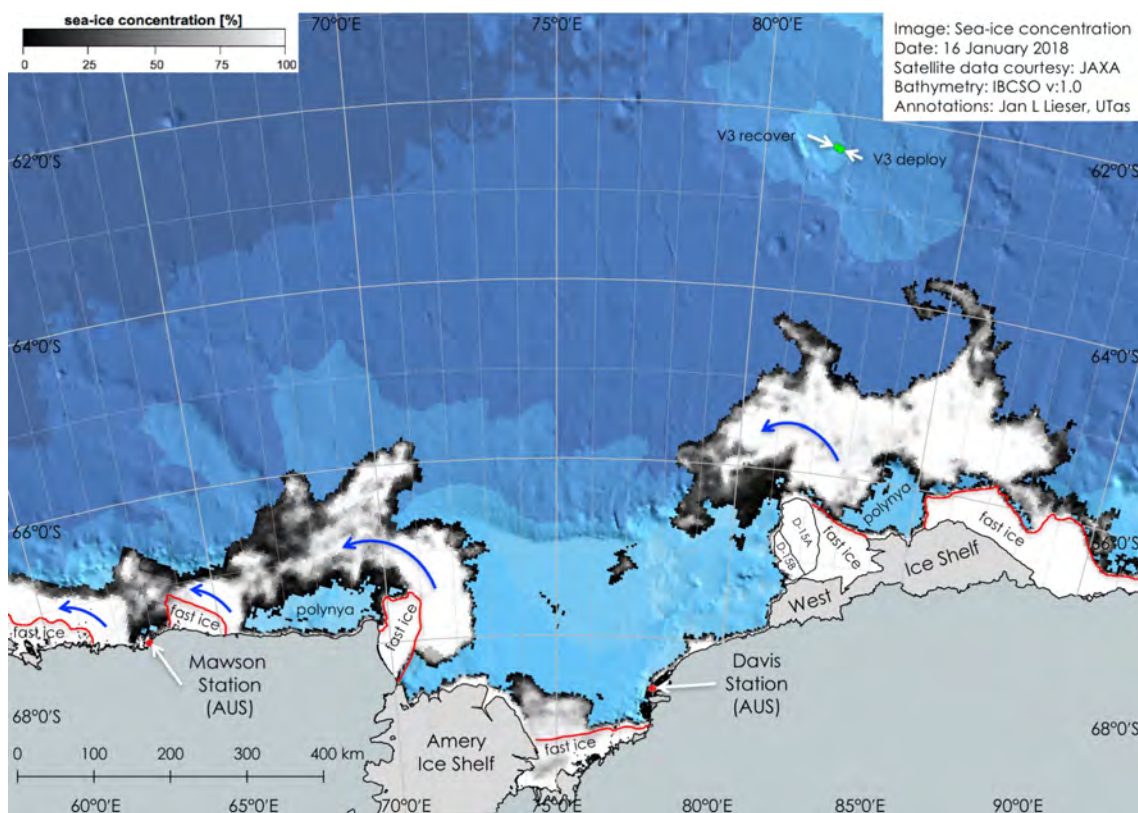 sea-ice concentration [%]
0 25 50 75 100
70°0'E
75°0'E
80°0'E
Image: Sea-ice concentration
Date: 16 January 2018
Satellite data courtesy: JAXA
Bathymetry: IBCSO v:1.0
Annotations: Jan L Lieser, UTas
V3 recover
V3 deploy
62°0'S
62°0'S
64°0'S
64°0'S
66°0'S
66°0'S
polynya
fast ice
D-15A
D-15B
fast ice
Ice Shelf
West
polynya
fast ice
fast ice
fast ice
Mawson
Station
(AUS)
Davis
Station
(AUS)
68°0'S
68°0'S
Amery
Ice Shelf
fast ice
0 100 200 300 400 km
60°0'E
65°0'E
70°0'E
75°0'E
80°0'E
85°0'E
90°0'E